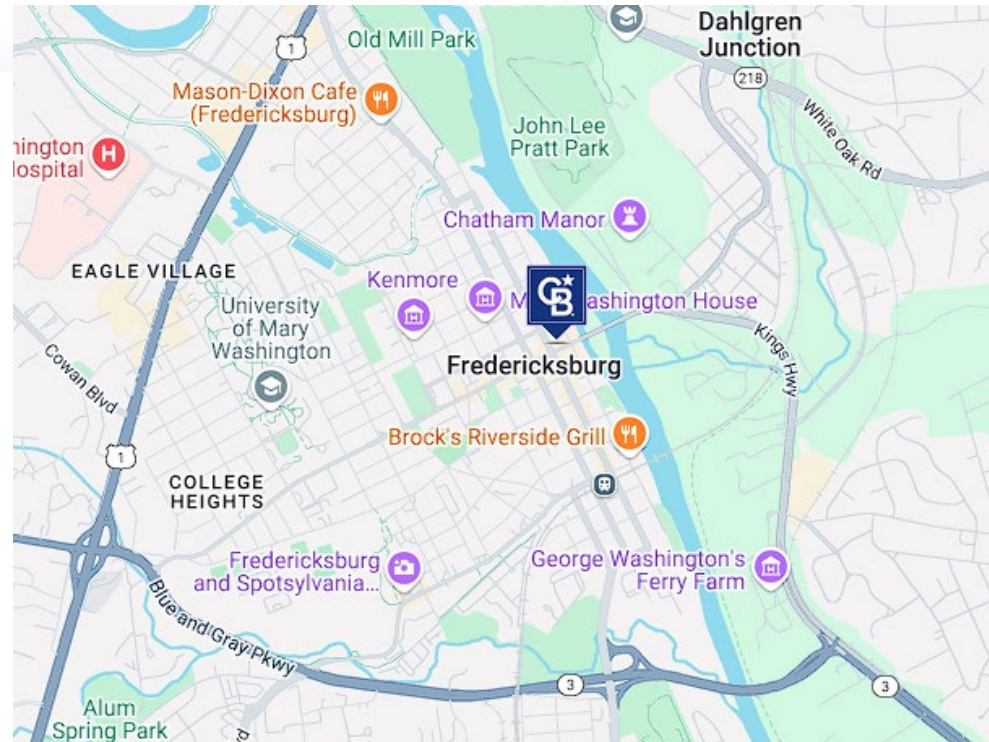 Dahlgren
Junction
1
Old Mill Park
218
Mason-Dixon Cafe
(Fredericksburg)
White Oak Rd
John Lee
Pratt Park
H
hington
Hospital
Chatham Manor
EAGLE VILLAGE
Kenmore
CB
M
ashington House
University
of Mary
Washington
Kings Hwy
Cowan Blvd
Fredericksburg
Brock's Riverside Grill
1
COLLEGE
HEIGHTS
Fredericksburg
and Spotsylvania...
George Washington's
Ferry Farm
Blue and Gray Pkwy
3
3
Alum
Spring Park
rd